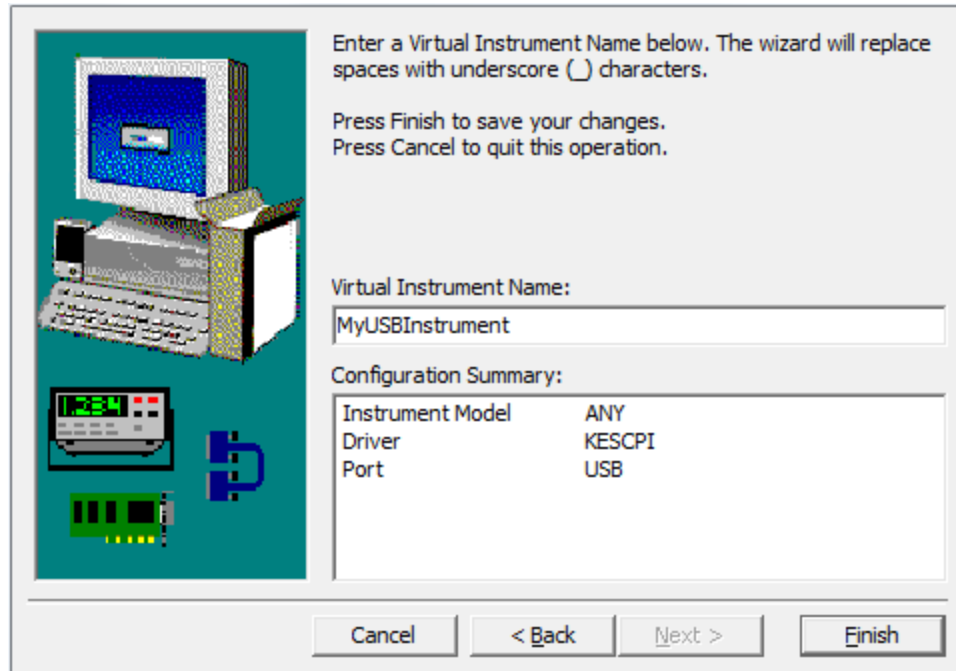 Enter a Virtual Instrument Name below. The wizard will replace
spaces with underscore (_) characters.
Press Finish to save your changes.
Press Cancel to quit this operation.
Virtual Instrument Name:
MyUSBInstrument
Configuration Summary:
Instrument Model ANY
Driver KESCPI
Port USB
1.234
Cancel < Back Next > Finish